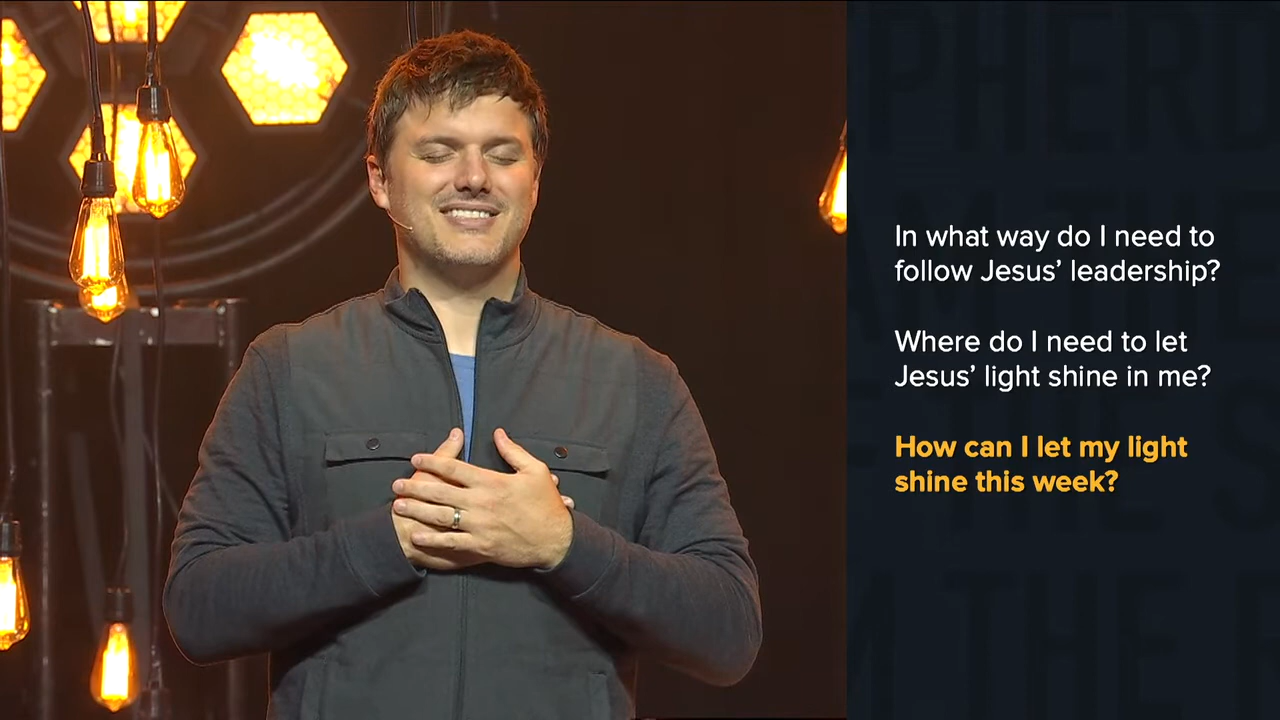 In what way do I need to
follow Jesus’ leadership?
Where do I need to let
Jesus’ light shine in me?
How can I let my light
shine this week?